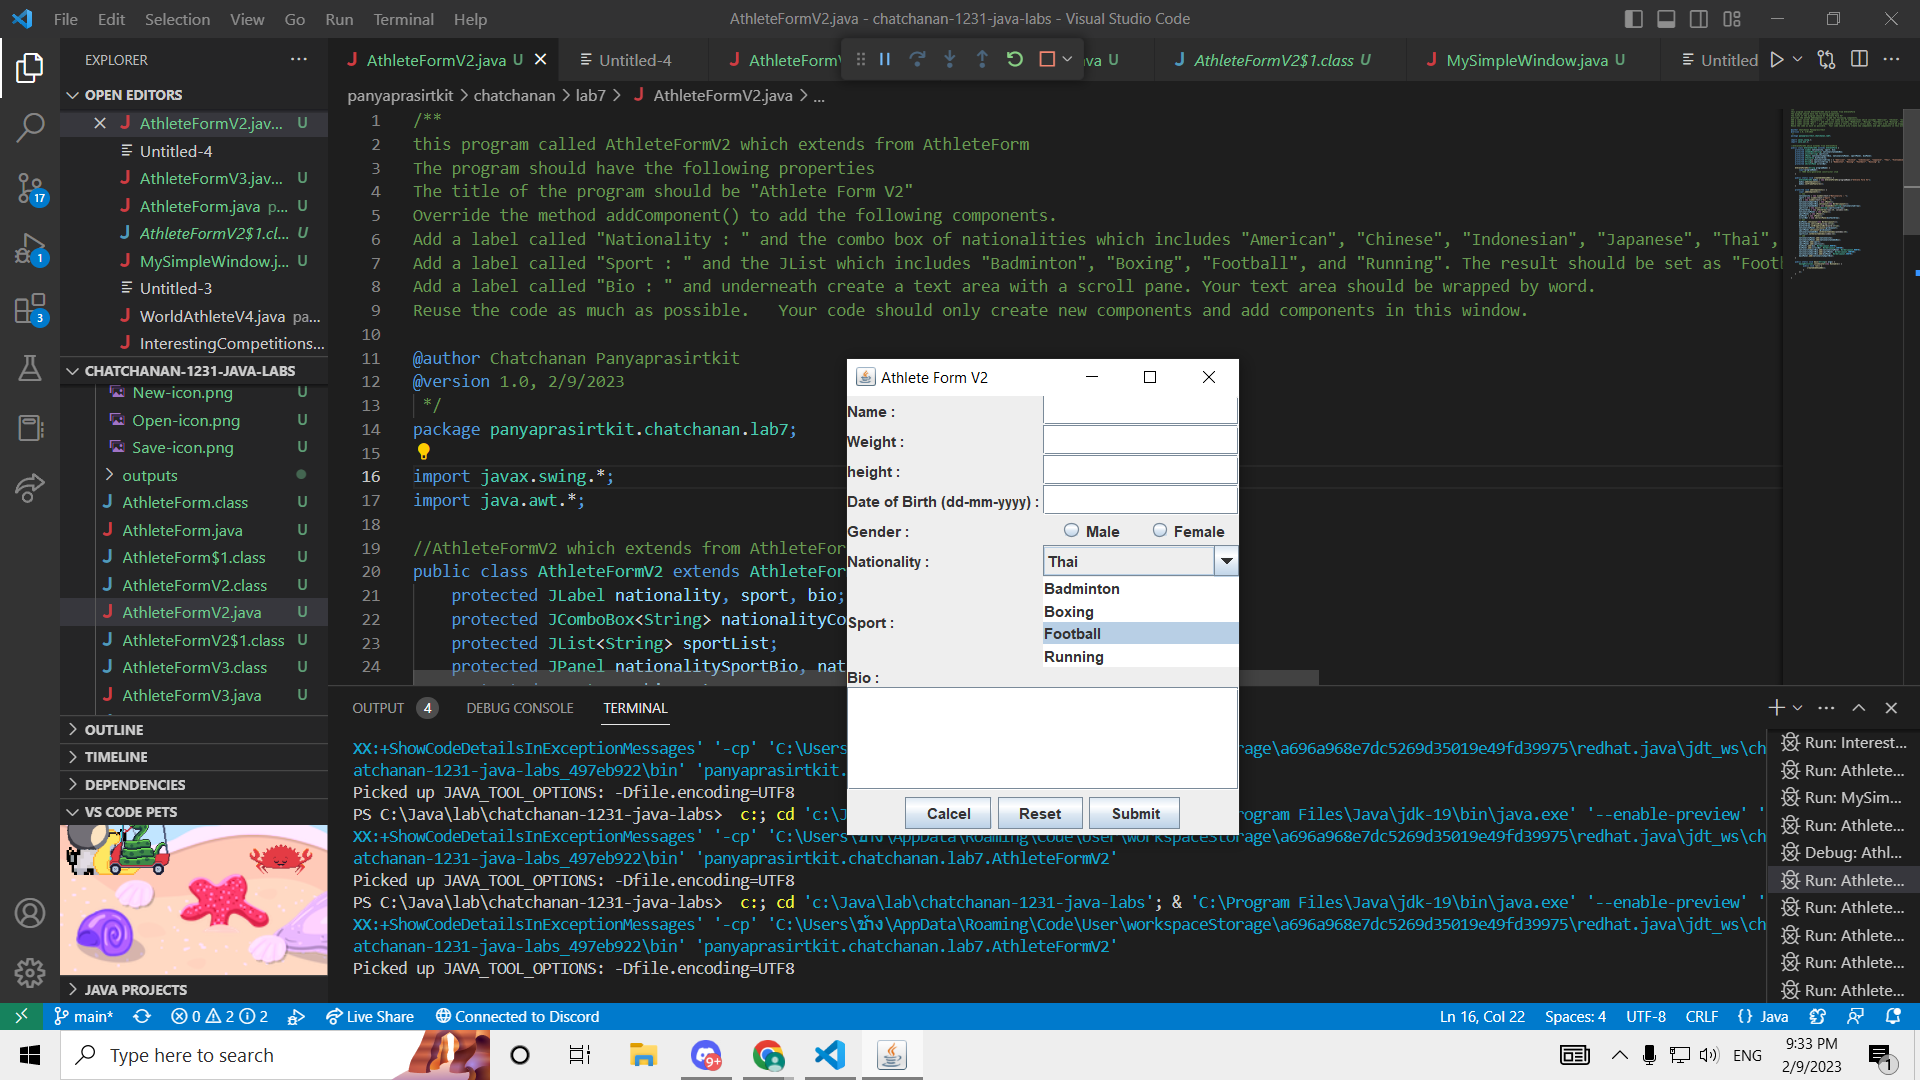 File Edit Selection View Go Run Terminal Help
AthleteFormV2.java - chatchanan-1231-java-labs - Visual Studio Code
EXPLORER
OPEN EDITORS
AthleteFormV2.jav... U
Untitled-4
AthleteFormV3.jav... U
AthleteForm.java p... U
AthleteFormV2$1.cl... U
MySimpleWindow.j... U
Untitled-3
WorldAthleteV4.java pa...
InterestingCompetitions...
CHATCHANAN-1231-JAVA-LABS
New-icon.png U
Open-icon.png U
Save-icon.png U
outputs
AthleteForm.class U
AthleteForm.java U
AthleteForm$1.class U
AthleteFormV2.class U
AthleteFormV2.java U
AthleteFormV2$1.class U
AthleteFormV3.class U
AthleteFormV3.java U
OUTLINE
TIMELINE
DEPENDENCIES
VS CODE PETS
JAVA PROJECTS
17
1
3
AthleteFormV2.java U
Untitled-4
AthleteFormV
va U
AthleteFormV2$1.class U
MySimpleWindow.java U
Untitled
panyaprasirtkit > chatchanan > lab7 > AthleteFormV2.java > ...
1 /**
2 this program called AthleteFormV2 which extends from AthleteForm
3 The program should have the following properties
4 The title of the program should be "Athlete Form V2"
5 Override the method addComponent() to add the following components.
6 Add a label called "Nationality : " and the combo box of nationalities which includes "American", "Chinese", "Indonesian", "Japanese", "Thai",
7 Add a label called "Sport : " and the JList which includes "Badminton", "Boxing", "Football", and "Running". The result should be set as "Footl
8 Add a label called "Bio : " and underneath create a text area with a scroll pane. Your text area should be wrapped by word.
9 Reuse the code as much as possible. Your code should only create new components and add components in this window.
10
11 @author Chatchanan Panyaprasirtkit
12 @version 1.0, 2/9/2023
13 */
14 package panyaprasirtkit.chatchanan.lab7;
15
16 import javax.swing.*;
17 import java.awt.*;
18
19 //AthleteFormV2 which extends from AthleteFor
20 public class AthleteFormV2 extends AthleteFor
21 protected JLabel nationality, sport, bio;
22 protected JComboBox<String> nationalityCo
23 protected JList<String> sportList;
24 protected JPanel nationalitySportBio, nat
Athlete Form V2
Name :
Weight :
height :
Date of Birth (dd-mm-yyyy) :
Gender : Male Female
Nationality : Thai
Sport :
Badminton
Boxing
Football
Running
Bio :
Calcel Reset Submit
OUTPUT 4 DEBUG CONSOLE TERMINAL
XX:+ShowCodeDetailsInExceptionMessages' '-cp' 'C:\Users rage\a696a968e7dc5269d35019e49fd39975\redhat.java\jdt_ws\ch
atchanan-1231-java-labs_497eb922\bin' 'panyaprasirtkit.
Picked up JAVA_TOOL_OPTIONS: -Dfile.encoding=UTF8
PS C:\Java\lab\chatchanan-1231-java-labs> c:; cd 'c:\J rogram Files\Java\jdk-19\bin\java.exe' '--enable-preview' '
XX:+ShowCodeDetailsInExceptionMessages' '-cp' 'C:\Users\ช้าง\AppData\Roaming\Code\User\workspaceStorage\a696a968e7dc5269d35019e49fd39975\redhat.java\jdt_ws\ch
atchanan-1231-java-labs_497eb922\bin' 'panyaprasirtkit.chatchanan.lab7.AthleteFormV2'
Picked up JAVA_TOOL_OPTIONS: -Dfile.encoding=UTF8
PS C:\Java\lab\chatchanan-1231-java-labs> c:; cd 'c:\Java\lab\chatchanan-1231-java-labs'; & 'C:\Program Files\Java\jdk-19\bin\java.exe' '--enable-preview' '
XX:+ShowCodeDetailsInExceptionMessages' '-cp' 'C:\Users\ช้าง\AppData\Roaming\Code\User\workspaceStorage\a696a968e7dc5269d35019e49fd39975\redhat.java\jdt_ws\ch
atchanan-1231-java-labs_497eb922\bin' 'panyaprasirtkit.chatchanan.lab7.AthleteFormV2'
Picked up JAVA_TOOL_OPTIONS: -Dfile.encoding=UTF8
Run: Interest...
Run: Athlete...
Run: MySim...
Run: Athlete...
Debug: Athl...
Run: Athlete...
Run: Athlete...
Run: Athlete...
Run: Athlete...
Run: Athlete...
main* 0 2 2 Live Share Connected to Discord
Ln 16, Col 22 Spaces: 4 UTF-8 CRLF {} Java
Type here to search
9+
ENG
9:33 PM
2/9/2023
1